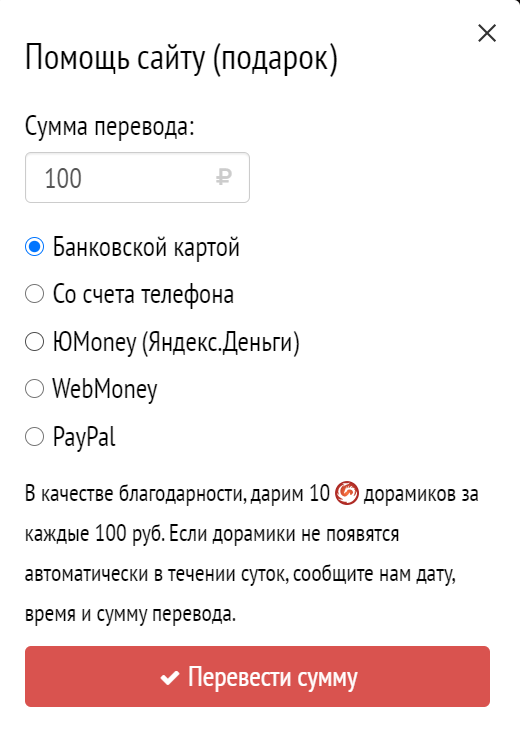 Помощь сайту (подарок)
Сумма перевода:
100 ₽
Банковской картой
Со счета телефона
ЮMoney (Яндекс.Деньги)
WebMoney
PayPal
В качестве благодарности, дарим 10 дорамиков за
каждые 100 руб. Если дорамики не появятся
автоматически в течении суток, сообщите нам дату,
время и сумму перевода.
✔ Перевести сумму